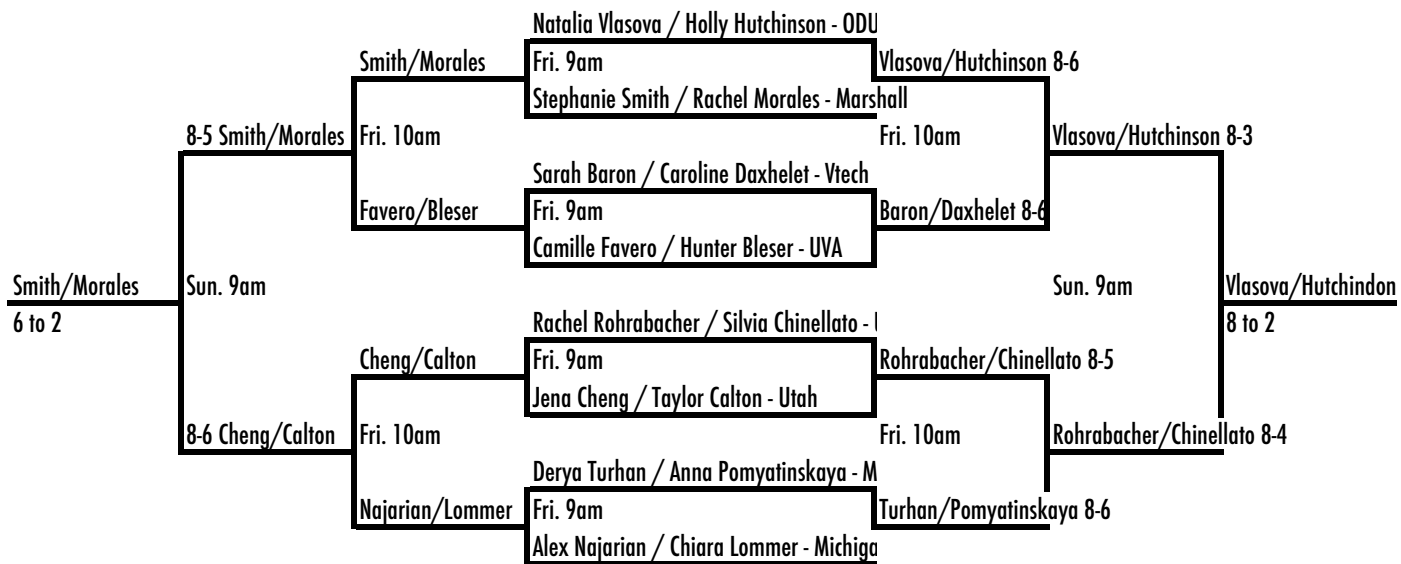 Natalia Vlasova / Holly Hutchinson - ODU
Smith/Morales
Fri. 9am
Vlasova/Hutchinson 8-6
Stephanie Smith / Rachel Morales - Marshall
8-5 Smith/Morales
Fri. 10am
Fri. 10am
Vlasova/Hutchinson 8-3
Sarah Baron / Caroline Daxhelet - Vtech
Favero/Bleser
Fri. 9am
Baron/Daxhelet 8-6
Camille Favero / Hunter Bleser - UVA
Smith/Morales
Sun. 9am
Sun. 9am
Vlasova/Hutchindon
6 to 2
8 to 2
Rachel Rohrabacher / Silvia Chinellato -
Cheng/Calton
Fri. 9am
Rohrabacher/Chinellato 8-5
Jena Cheng / Taylor Calton - Utah
8-6 Cheng/Calton
Fri. 10am
Fri. 10am
Rohrabacher/Chinellato 8-4
Derya Turhan / Anna Pomyatinskaya - M
Najarian/Lommer
Fri. 9am
Turhan/Pomyatinskaya 8-6
Alex Najarian / Chiara Lommer - Michiga